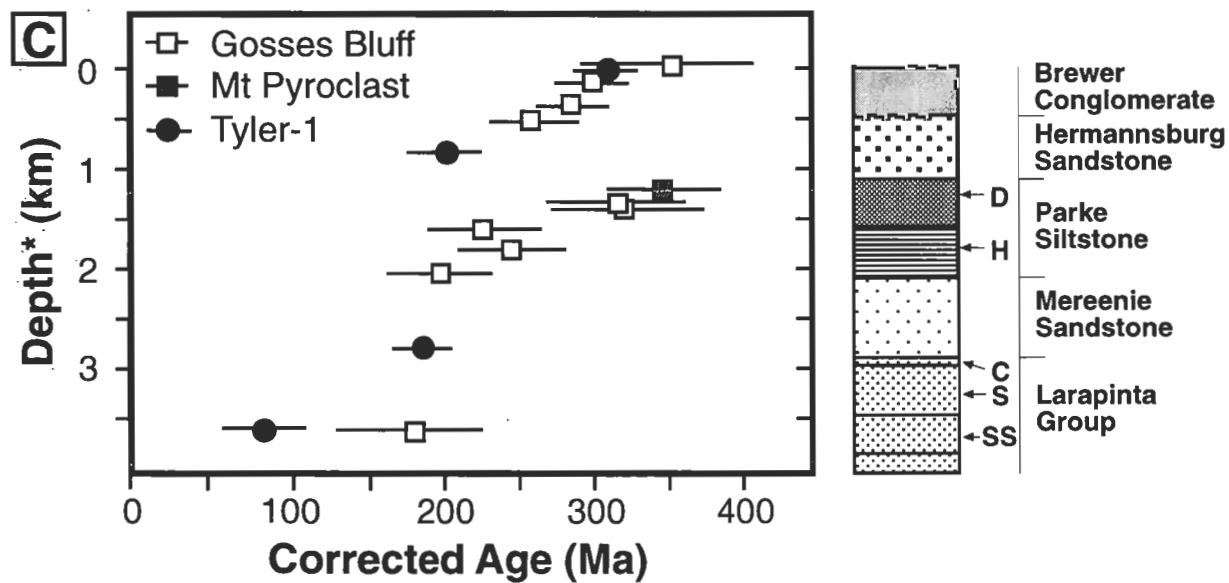 C
Gosses Bluff
Mt Pyroclast
Tyler-1
0
1
2
3
Depth* (km)
0
100
200
300
400
Corrected Age (Ma)
Brewer
Conglomerate
Hermannsburg
Sandstone
D
Parke
Siltstone
H
Mereenie
Sandstone
C
S
Larapinta
Group
SS